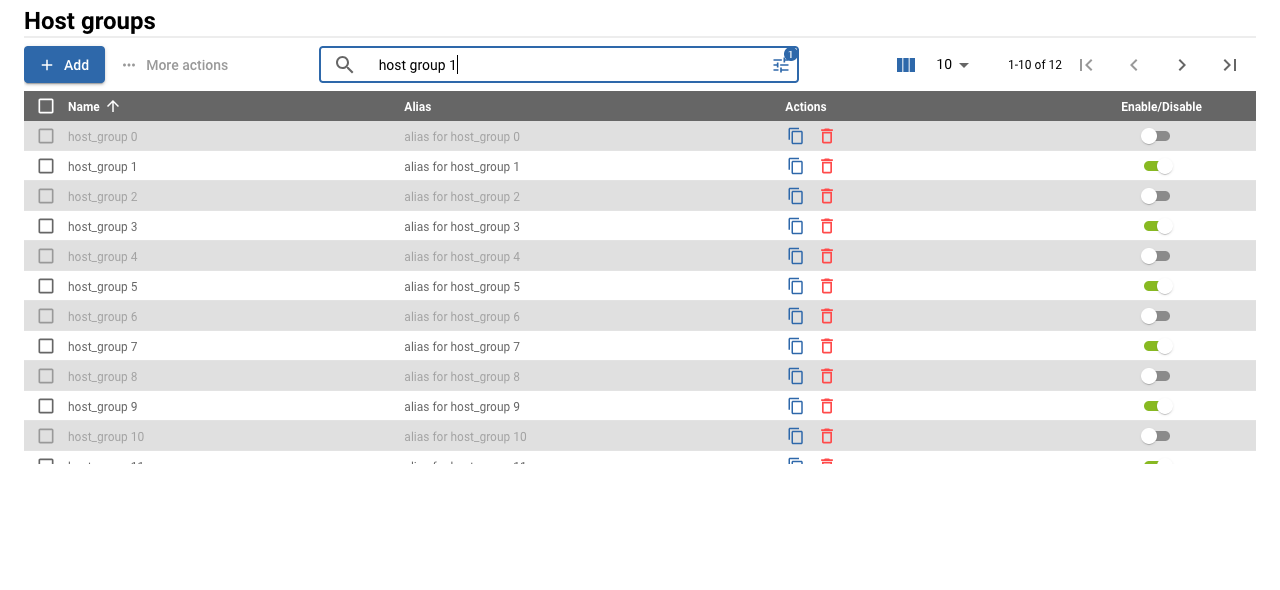 Host groups
Add
More actions
host group 1
1
10
1-10 of 12
Name Alias Actions Enable/Disable
host_group 0 alias for host_group 0
host_group 1 alias for host_group 1
host_group 2 alias for host_group 2
host_group 3 alias for host_group 3
host_group 4 alias for host_group 4
host_group 5 alias for host_group 5
host_group 6 alias for host_group 6
host_group 7 alias for host_group 7
host_group 8 alias for host_group 8
host_group 9 alias for host_group 9
host_group 10 alias for host_group 10